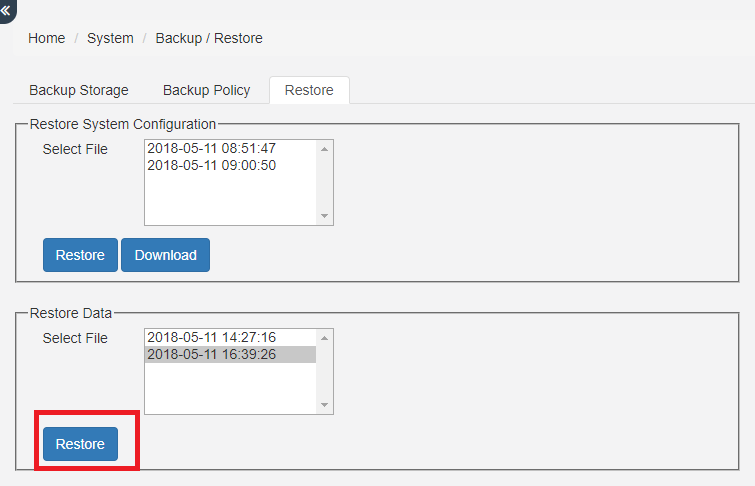 Home / System / Backup / Restore
Backup Storage Backup Policy Restore
Restore System Configuration
Select File 2018-05-11 08:51:47
2018-05-11 09:00:50
Restore Download
Restore Data
Select File 2018-05-11 14:27:16
2018-05-11 16:39:26
Restore